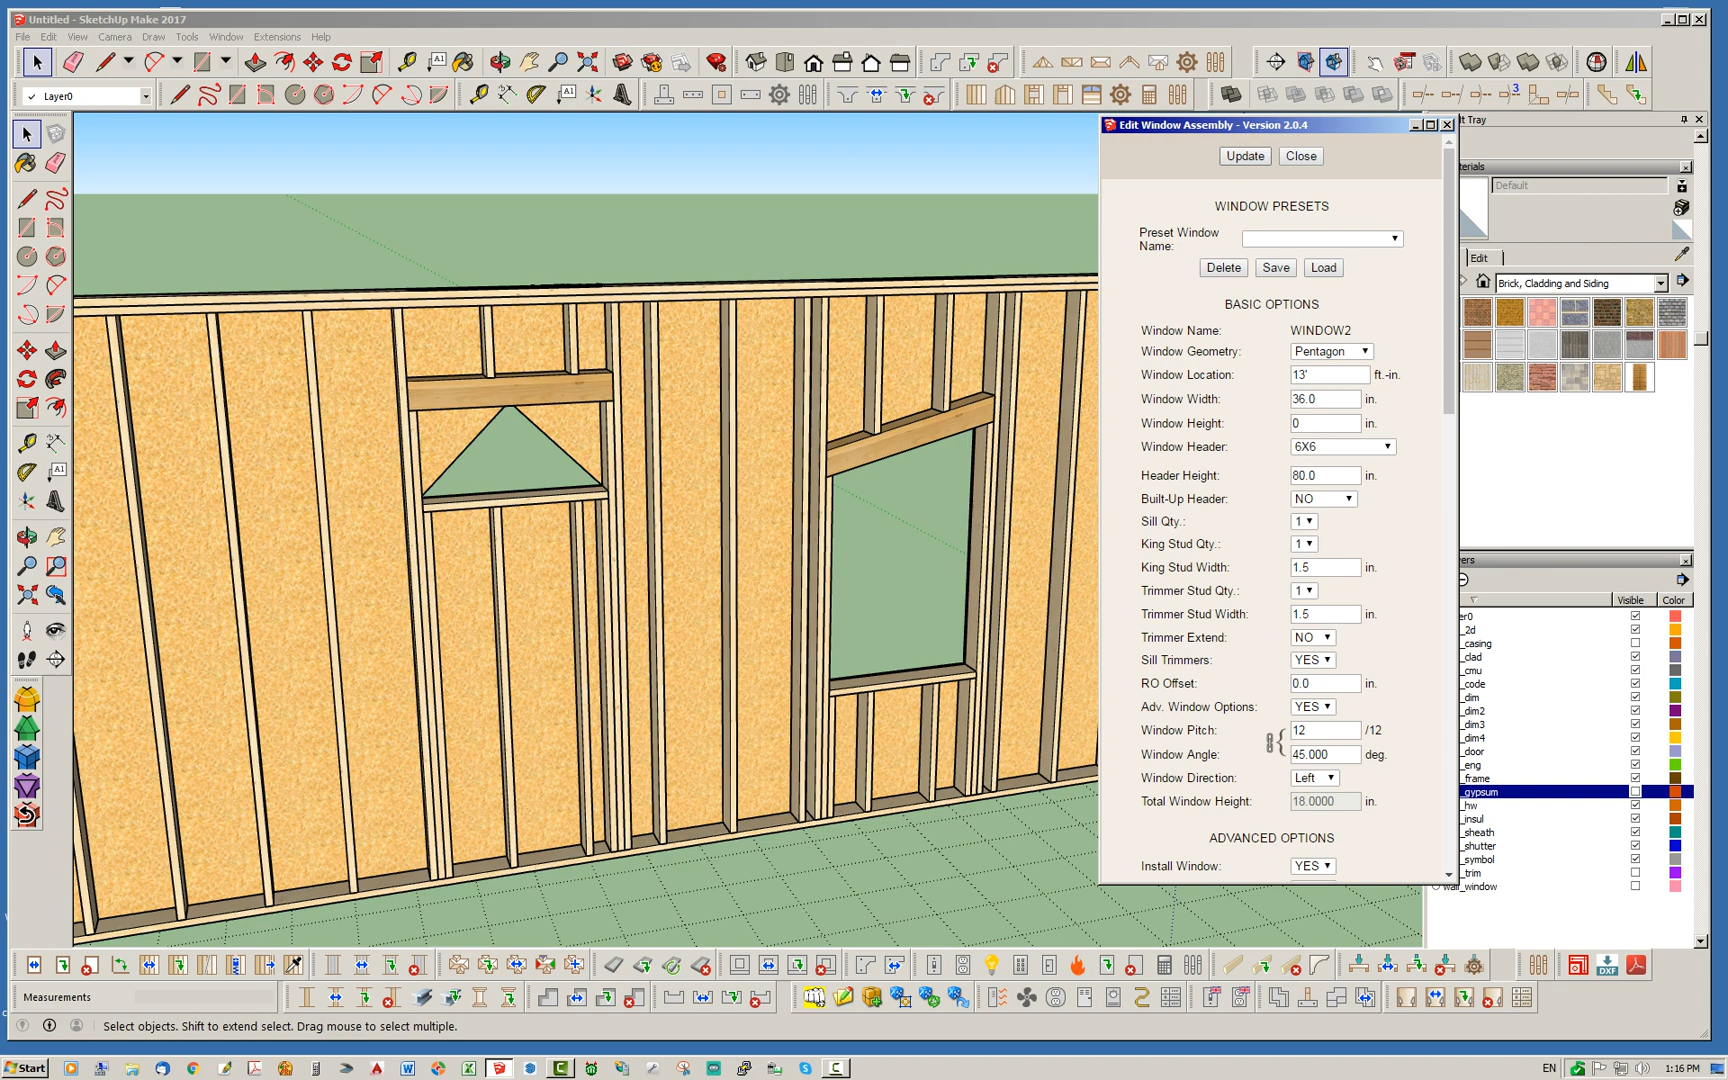 Untitled - SketchUp Make 2017
File Edit View Camera Draw Tools Window Extensions Help
A1
✓ Layer0
A1
3
Edit Window Assembly - Version 2.0.4
lt Tray
Update Close
terials
Default
WINDOW PRESETS
Preset Window Name:
Delete Save Load
Edit
Brick, Cladding and Siding
BASIC OPTIONS
Window Name: WINDOW2
Window Geometry: Pentagon
Window Location: 13' ft.-in.
Window Width: 36.0 in.
Window Height: 0 in.
Window Header: 6X6
Header Height: 80.0 in.
Built-Up Header: NO
Sill Qty.: 1
King Stud Qty.: 1
King Stud Width: 1.5 in.
Trimmer Stud Qty.: 1
Trimmer Stud Width: 1.5 in.
Trimmer Extend: NO
Sill Trimmers: YES
RO Offset: 0.0 in.
Adv. Window Options: YES
Window Pitch: 12 /12
Window Angle: 45.000 deg.
Window Direction: Left
Total Window Height: 18.0000 in.
ADVANCED OPTIONS
Install Window: YES
A1
yers
Visible Color
er0
_2d
_casing
_clad
_cmu
_code
_dim
_dim2
_dim3
_dim4
_door
_eng
_frame
_gypsum
_hw
_insul
_sheath
_shutter
_symbol
_trim
wall_window
DXF
Measurements
Select objects. Shift to extend select. Drag mouse to select multiple.
Start
EN
1:16 PM